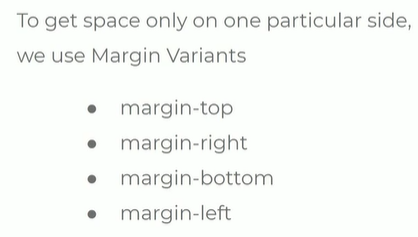 To get space only on one particular side,
we use Margin Variants
● margin-top
● margin-right
● margin-bottom
● margin-left